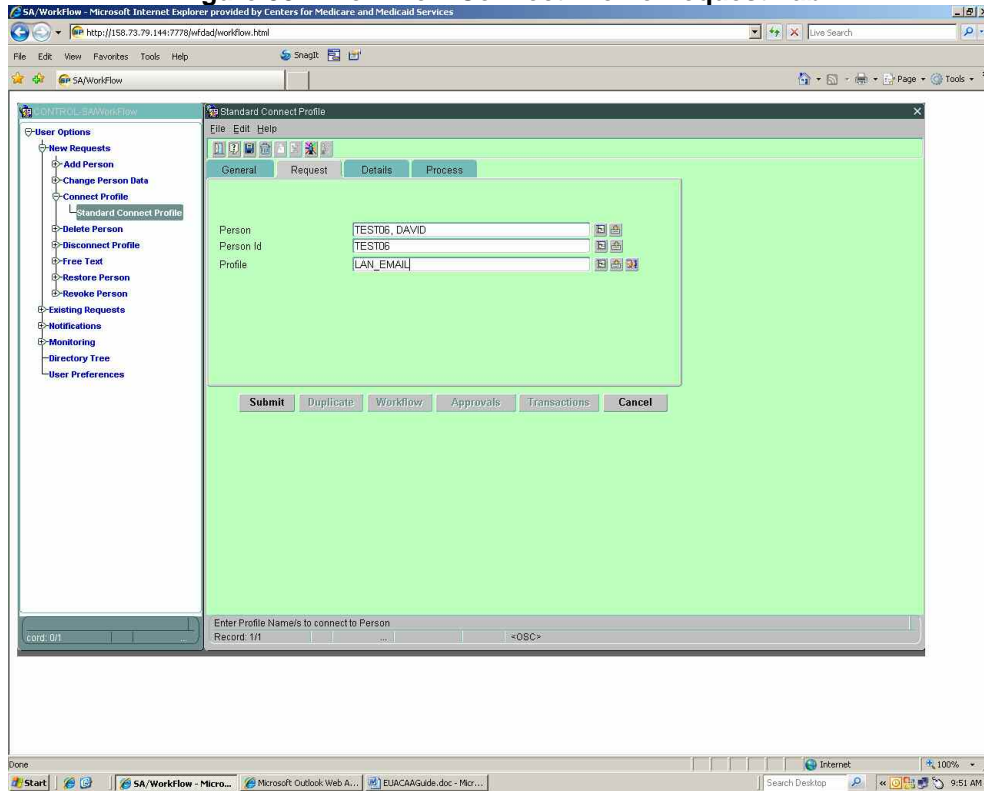 SA/WorkFlow - Microsoft Internet Explorer provided by Centers for Medicare and Medicaid Services
http://158.73.79.144:7778/wfdad/workflow.html
Live Search
File Edit View Favorites Tools Help
SnagIt
SA/WorkFlow
Page Tools
CONTROL-SA/WorkFlow
User Options
New Requests
Add Person
Change Person Data
Connect Profile
Standard Connect Profile
Delete Person
Disconnect Profile
Free Text
Restore Person
Revoke Person
Existing Requests
Notifications
Monitoring
Directory Tree
User Preferences
cord: 0/1 ...
Standard Connect Profile
File Edit Help
General Request Details Process
Person TEST06, DAVID
Person Id TEST06
Profile LAN_EMAIL
Submit Duplicate Workflow Approvals Transactions Cancel
Enter Profile Name/s to connect to Person
Record: 1/1 ... <OSC>
Done
Internet 100%
Start SA/WorkFlow - Micro... Microsoft Outlook Web A... EUACAAGuide.doc - Micr... Search Desktop 9:51 AM